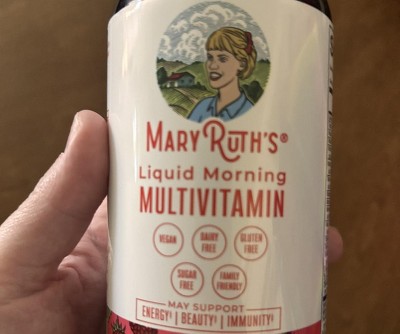 MARY RUTH'S®
Liquid Morning
MULTIVITAMIN
VEGAN
DAIRY FREE
GLUTEN FREE
SUGAR FREE
FAMILY FRIENDLY
MAY SUPPORT
ENERGY‡ | BEAUTY‡ | IMMUNITY‡